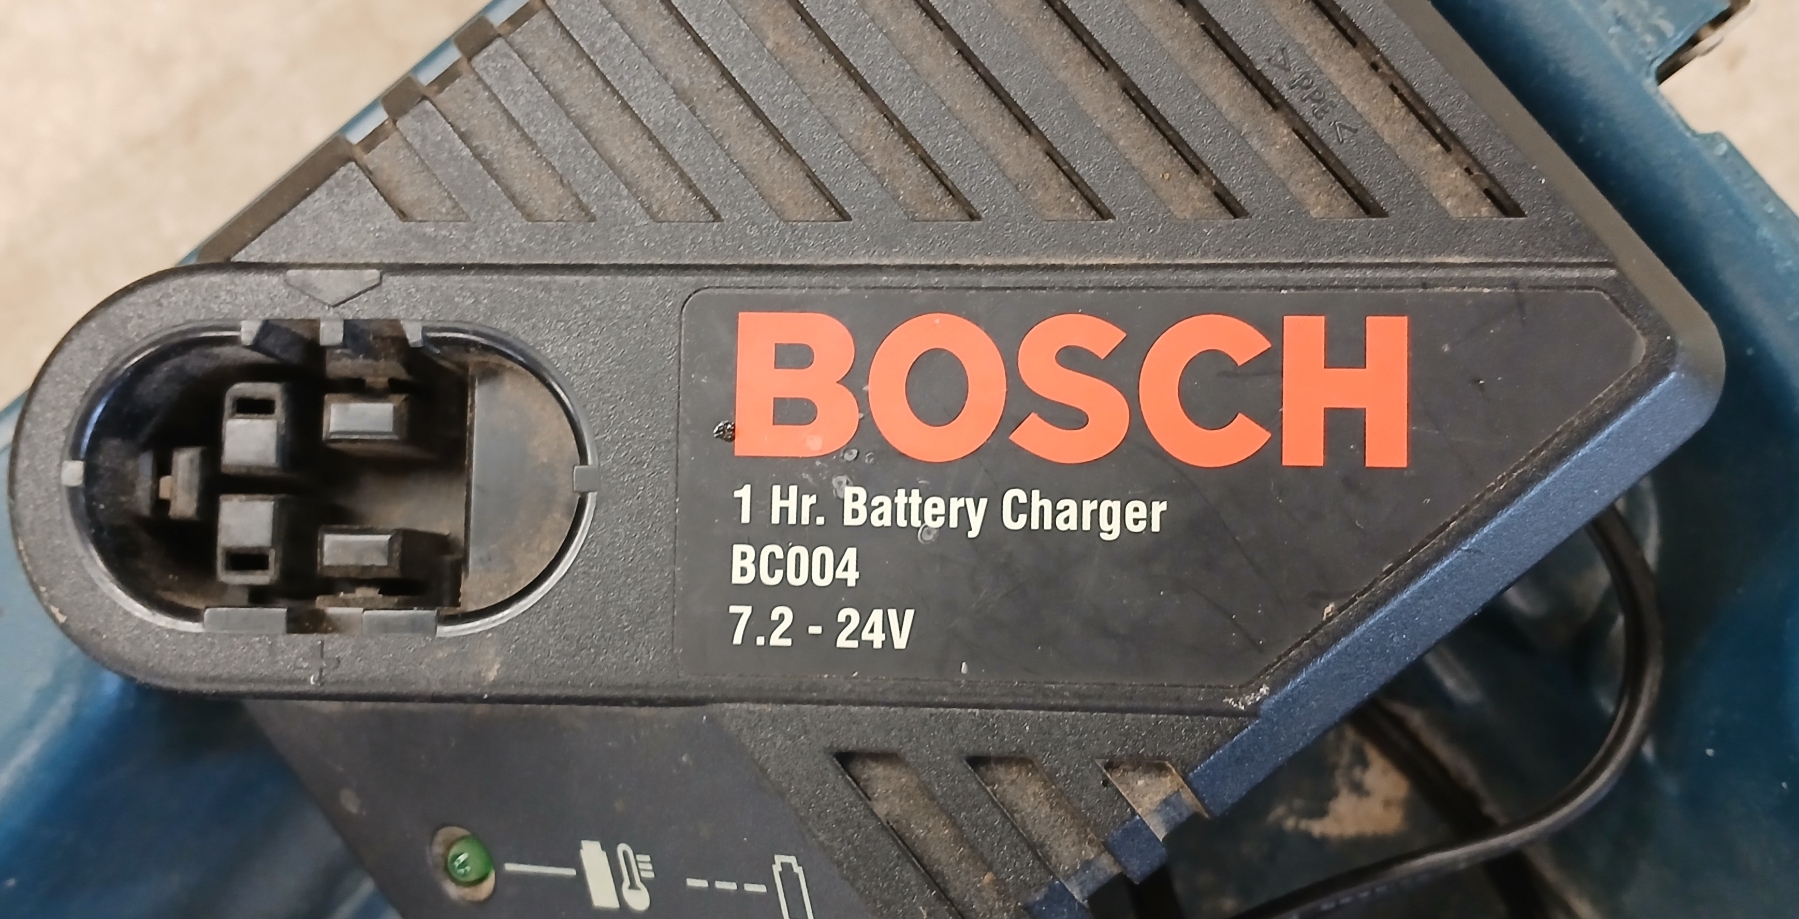 BOSCH
1 Hr. Battery Charger
BC004
7.2 - 24V